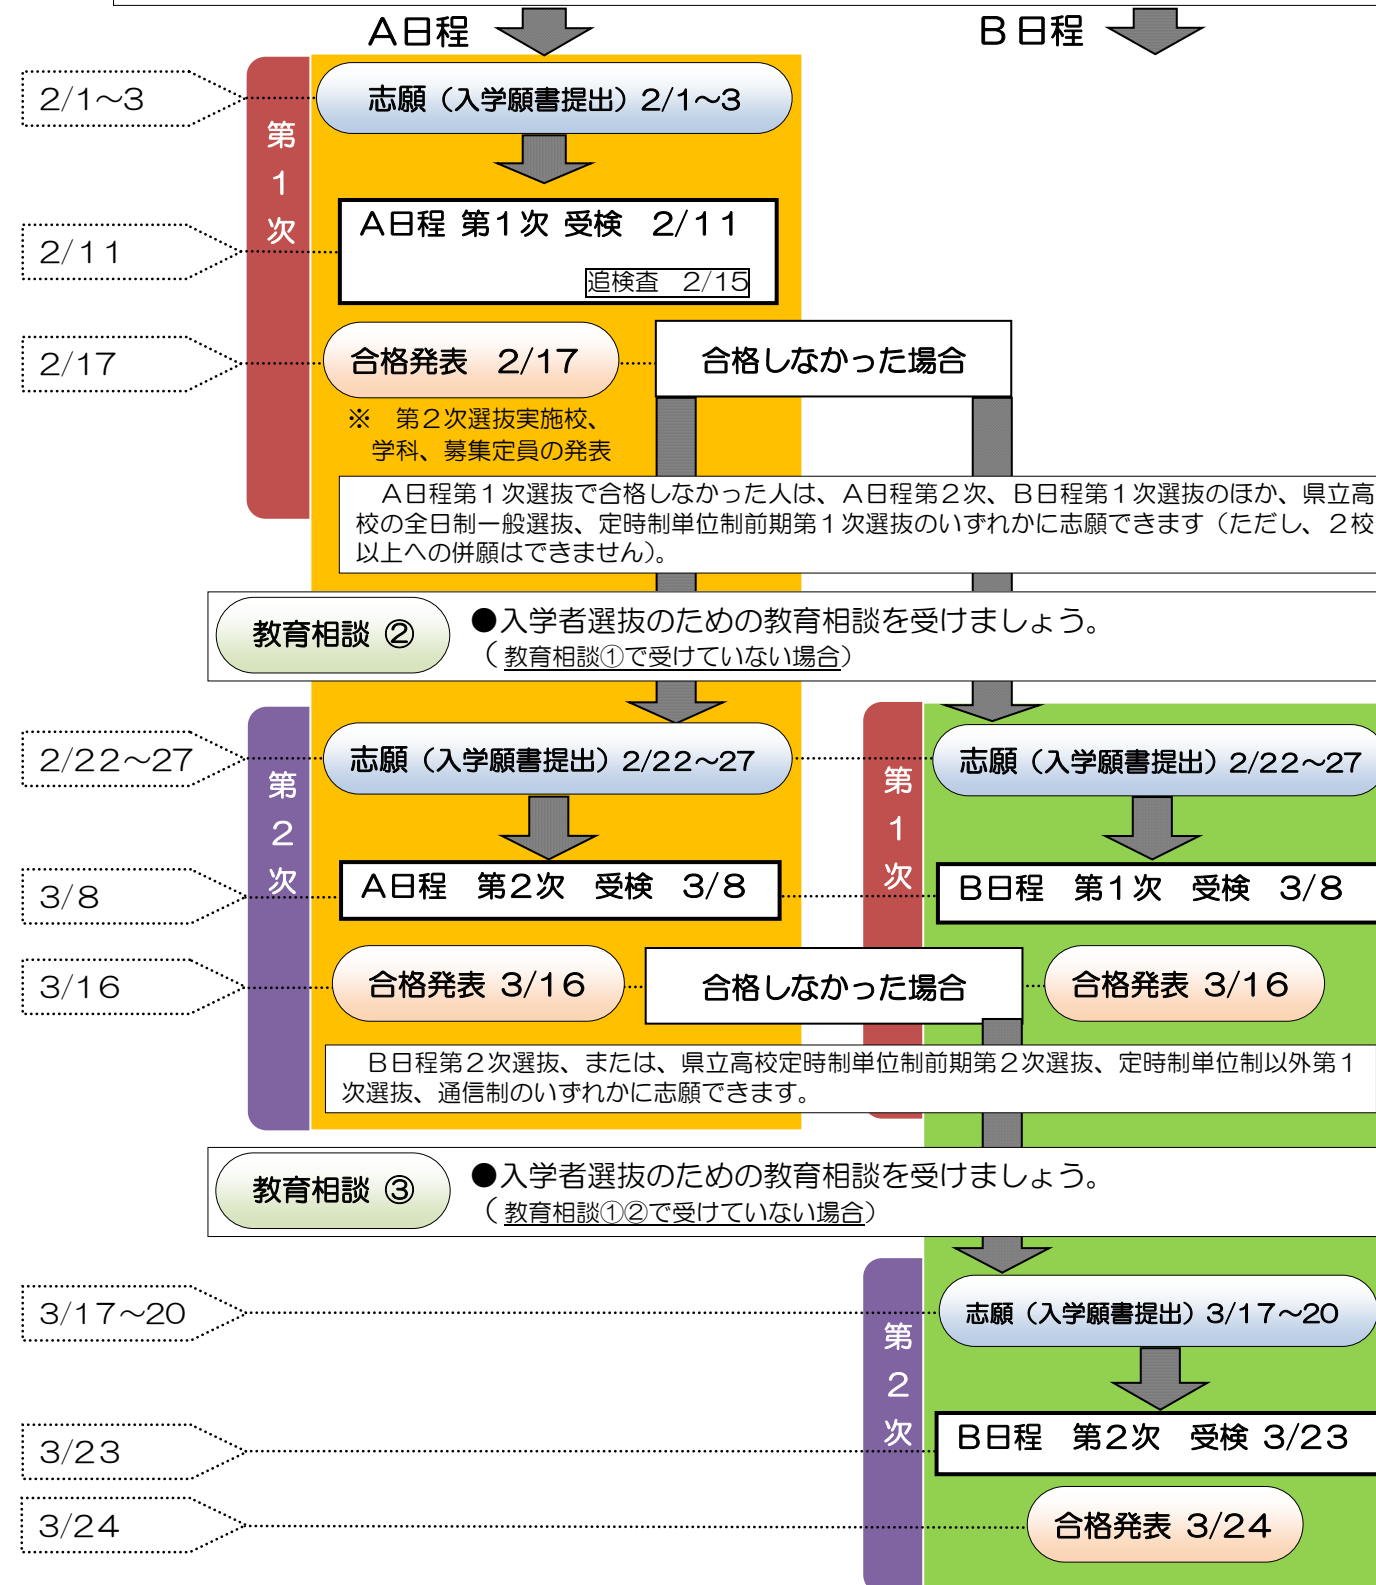 A日程
B日程
2/1～3
志願（入学願書提出）2/1～3
第1次
A日程 第1次 受検　2/11
2/11
追検査　2/15
2/17
合格発表　2/17
合格しなかった場合
※　第2次選抜実施校、
学科、募集定員の発表
A日程第1次選抜で合格しなかった人は、A日程第2次、B日程第1次選抜のほか、県立高
校の全日制一般選抜、定時制単位制前期第1次選抜のいずれかに志願できます（ただし、2校
以上への併願はできません）。
教育相談 ②
●入学者選抜のための教育相談を受けましょう。
（教育相談①で受けていない場合）
2/22～27
第2次
志願（入学願書提出）2/22～27
第1次
志願（入学願書提出）2/22～27
3/8
A日程　第2次　受検　3/8
B日程　第1次　受検　3/8
3/16
合格発表 3/16
合格しなかった場合
合格発表 3/16
B日程第2次選抜、または、県立高校定時制単位制前期第2次選抜、定時制単位制以外第1
次選抜、通信制のいずれかに志願できます。
教育相談 ③
●入学者選抜のための教育相談を受けましょう。
（教育相談①②で受けていない場合）
3/17～20
第2次
志願（入学願書提出）3/17～20
3/23
B日程　第2次　受検 3/23
3/24
合格発表 3/24